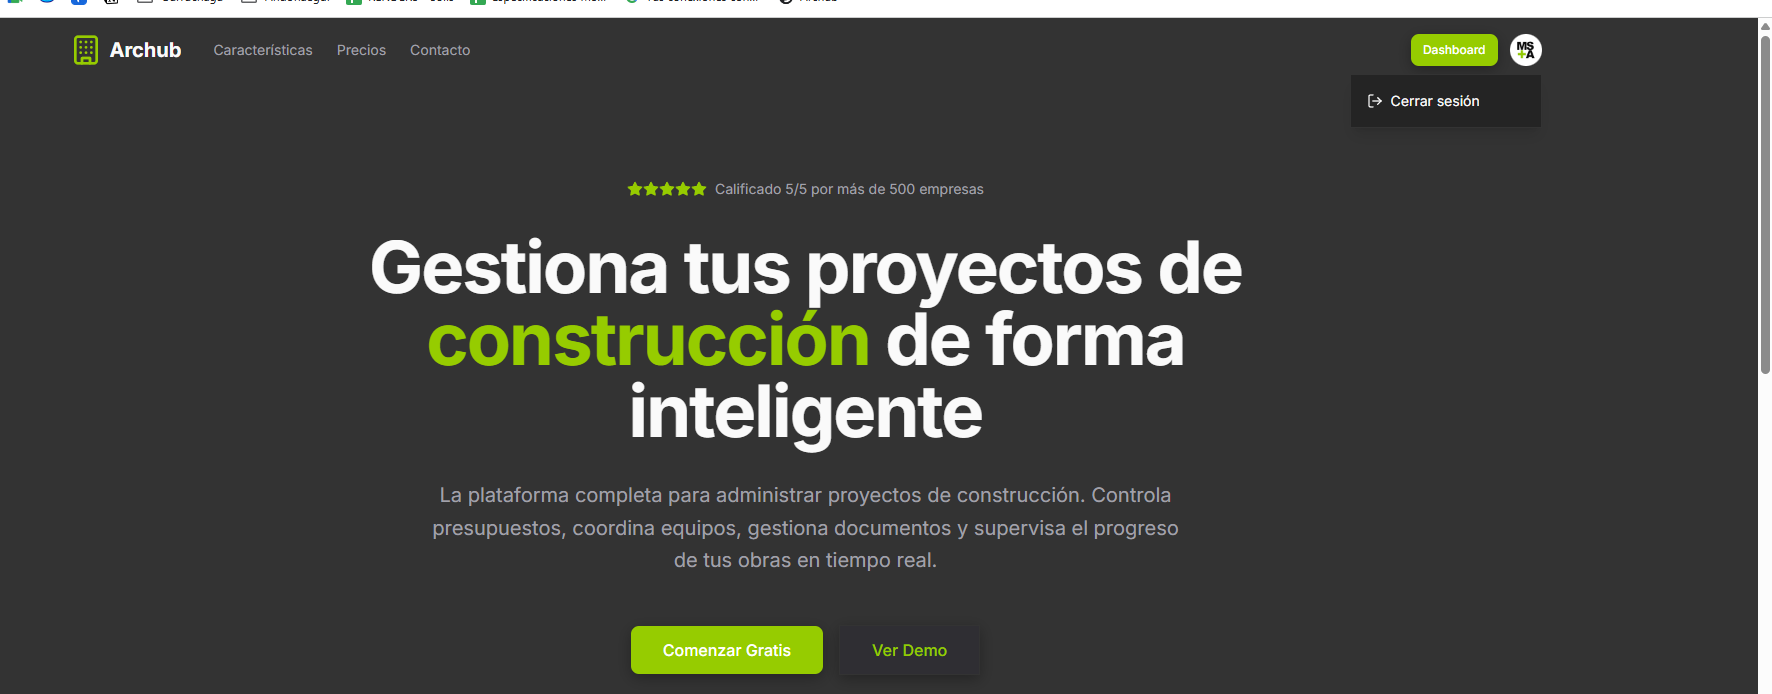 Archub
Características
Precios
Contacto
Dashboard
MS
+A
Cerrar sesión
Calificado 5/5 por más de 500 empresas
Gestiona tus proyectos de
construcción de forma
inteligente
La plataforma completa para administrar proyectos de construcción. Controla
presupuestos, coordina equipos, gestiona documentos y supervisa el progreso
de tus obras en tiempo real.
Comenzar Gratis
Ver Demo